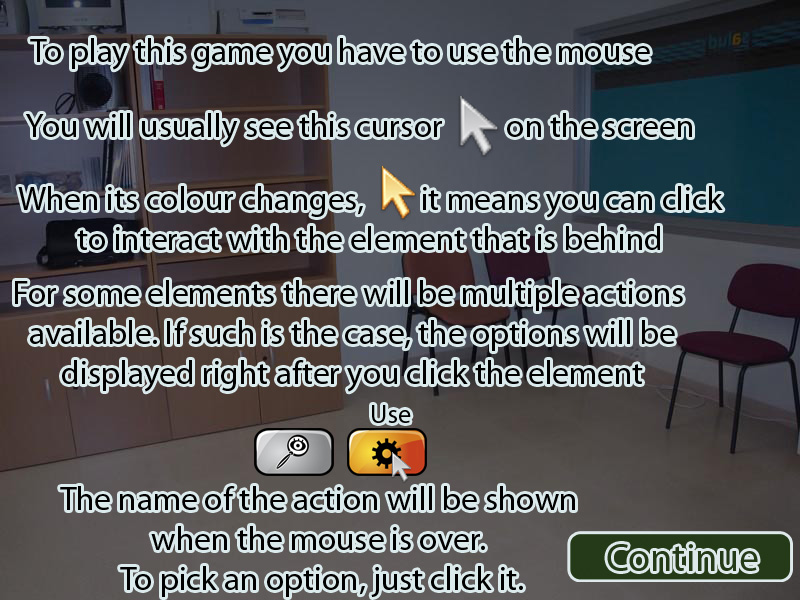 To play this game you have to use the mouse
You will usually see this cursor on the screen
When its colour changes, it means you can click
to interact with the element that is behind
For some elements there will be multiple actions
available. If such is the case, the options will be
displayed right after you click the element
Use
The name of the action will be shown
when the mouse is over.
To pick an option, just click it.
Continue